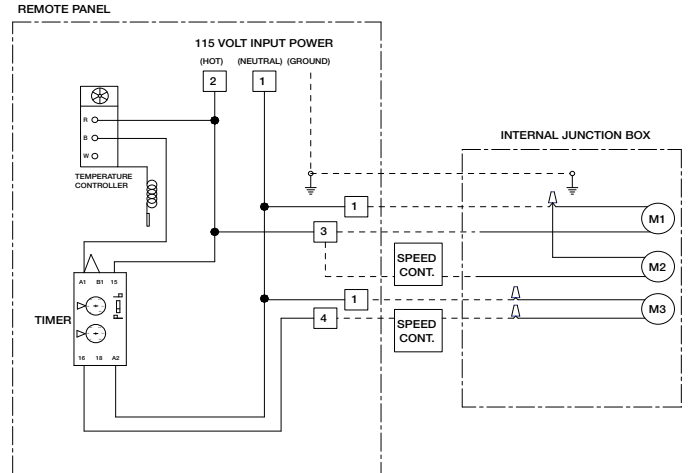 REMOTE PANEL
115 VOLT INPUT POWER
(HOT) (NEUTRAL) (GROUND)
2 1
R
B
W
TEMPERATURE
CONTROLLER
INTERNAL JUNCTION BOX
1
3
M1
SPEED
CONT.
M2
A1 B1 15
TIMER
1
M3
4
SPEED
CONT.
16 18 A2